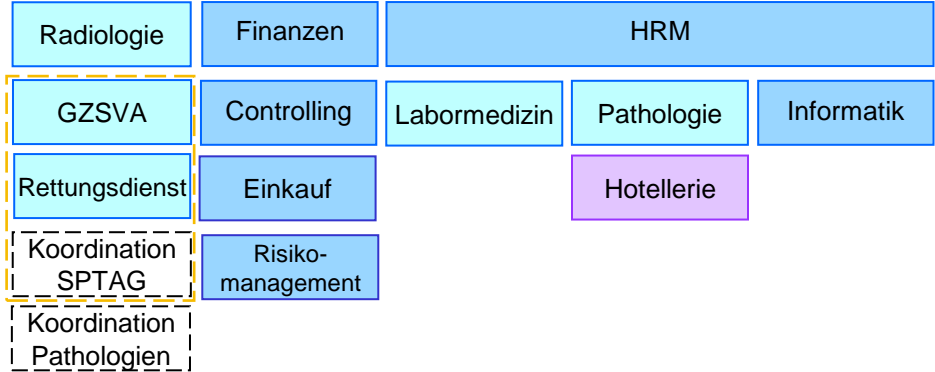 Radiologie
Finanzen
HRM
GZSVA
Controlling
Labormedizin
Pathologie
Informatik
Rettungsdienst
Einkauf
Hotellerie
Koordination
SPTAG
Risiko-
management
Koordination
Pathologien